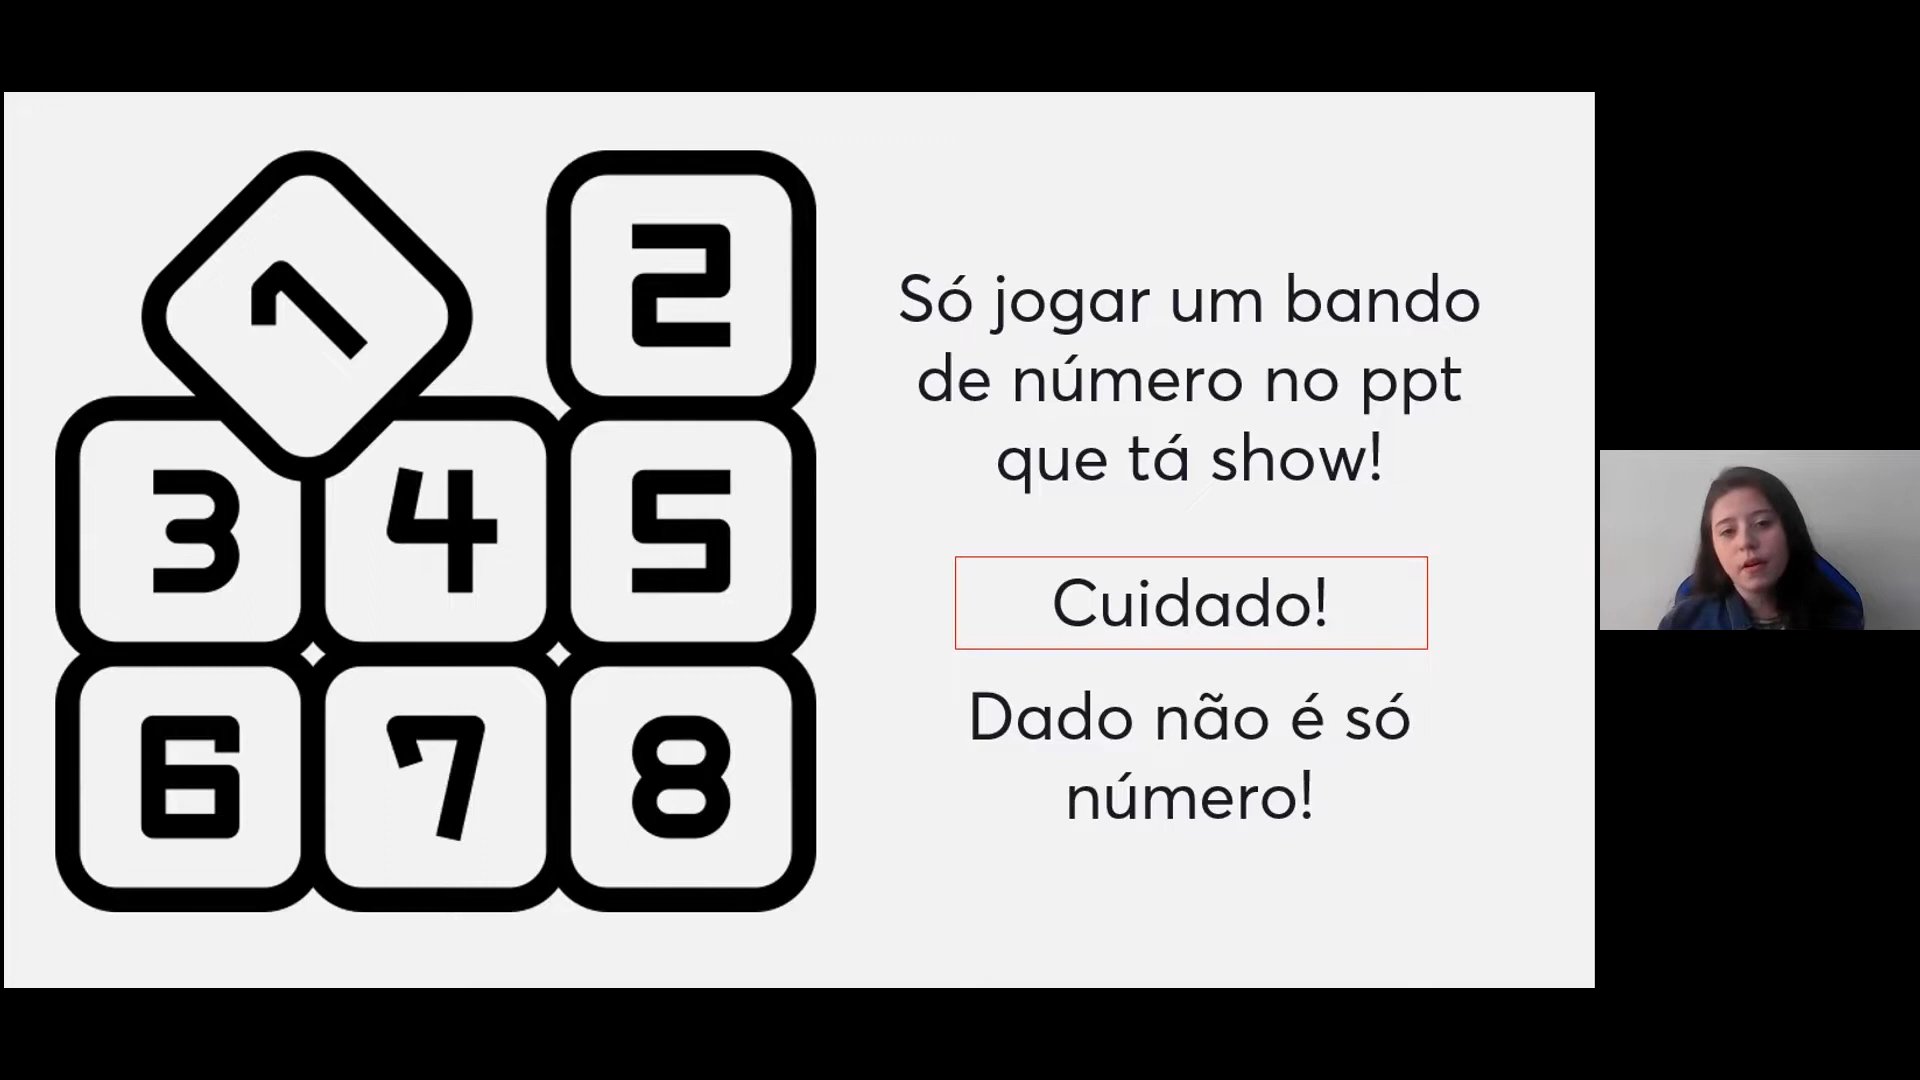 1
2
3 4 5
6 7 8
Só jogar um bando
de número no ppt
que tá show!
Cuidado!
Dado não é só
número!